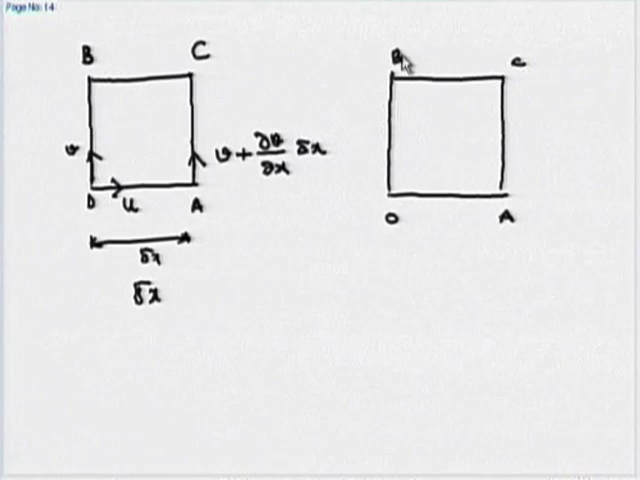 Page No: 14
B C
B c
v v + ∂v/∂x δx
O u A
O A
δx
δx